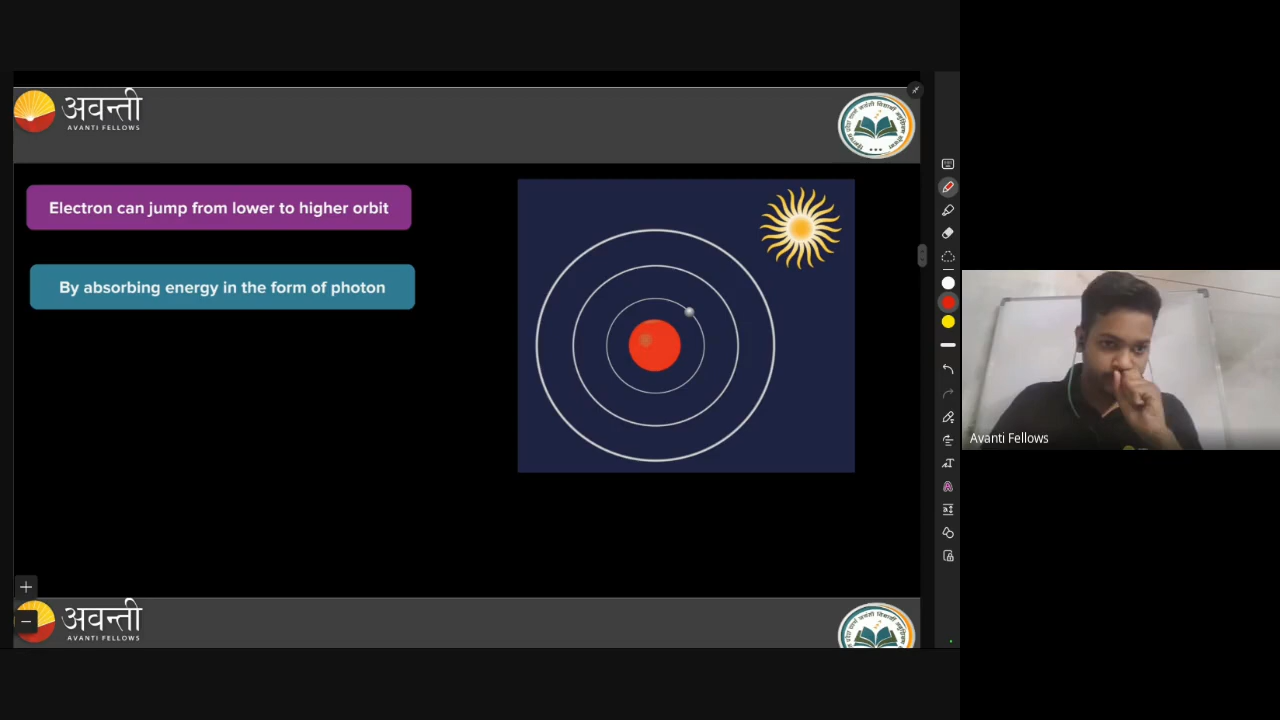 अवन्ती
AVANTI FELLOWS
Electron can jump from lower to higher orbit
By absorbing energy in the form of photon
Avanti Fellows
अवन्ती
AVANTI FELLOWS